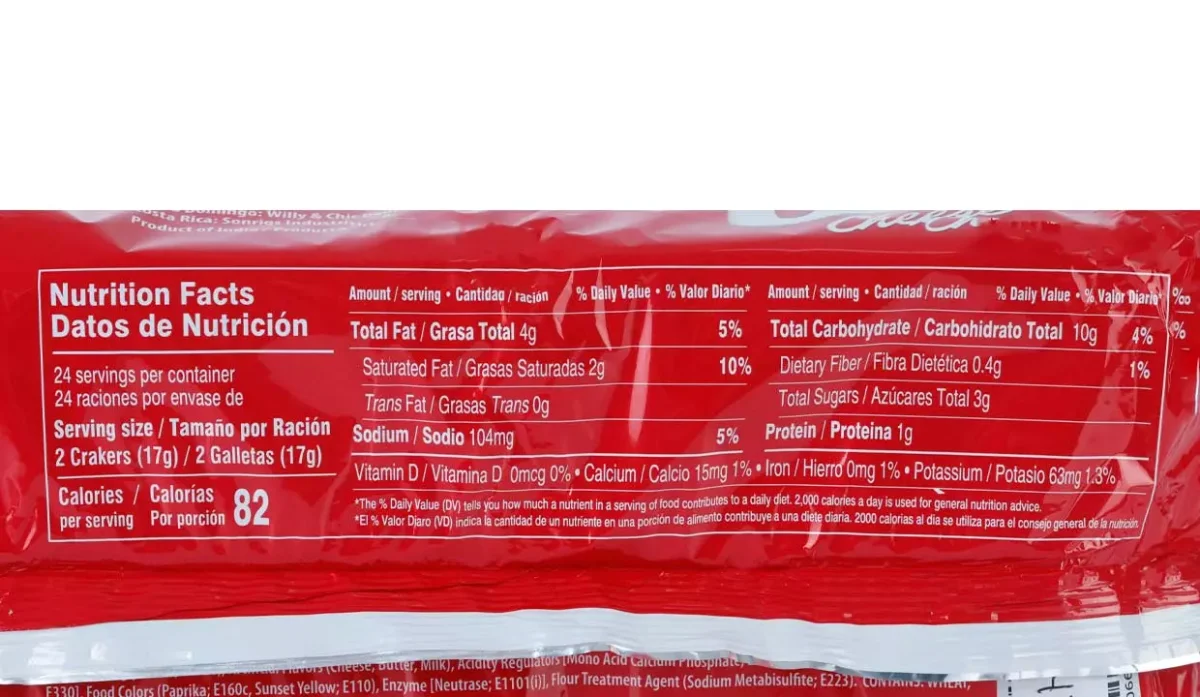 Domingo: Willy &
Costa Rica: Sonrigs
Product of India
Cheese
Nutrition Facts
Datos de Nutrición
24 servings per container
24 raciones por envase de
Serving size / Tamaño por Ración
2 Crakers (17g) / 2 Galletas (17g)
Calories / Calorías
per serving Por porción 82
Amount / serving • Cantidad / ración % Daily Value • % Valor Diario*
Total Fat / Grasa Total 4g 5%
Saturated Fat / Grasas Saturadas 2g 10%
Trans Fat / Grasas Trans 0g
Sodium / Sodio 104mg 5%
Amount / serving • Cantidad / ración % Daily Value • % Valor Diario*
Total Carbohydrate / Carbohidrato Total 10g 4%
Dietary Fiber / Fibra Dietética 0.4g 1%
Total Sugars / Azúcares Total 3g
Protein / Proteina 1g
Vitamin D / Vitamina D 0mcg 0% • Calcium / Calcio 15mg 1% • Iron / Hierro 0mg 1% • Potassium / Potasio 63mg 1.3%
*The % Daily Value (DV) tells you how much a nutrient in a serving of food contributes to a daily diet. 2,000 calories a day is used for general nutrition advice.
*El % Valor Diaro (VD) indica la cantidad de un nutriente en una porción de alimento contribuye a una diete diaria. 2000 calorias al dia se utiliza para el consejo general de la nutrición.
(Cheese, Butter, Milk), Acidity Regulators [Mono Acid Calcium Phosphate,
E330], Food Colors (Paprika; E160c, Sunset Yellow; E110), Enzyme [Neutrase; E1101(i)], Flour Treatment Agent (Sodium Metabisulfite; E223). CONTAINS: WHEAT,